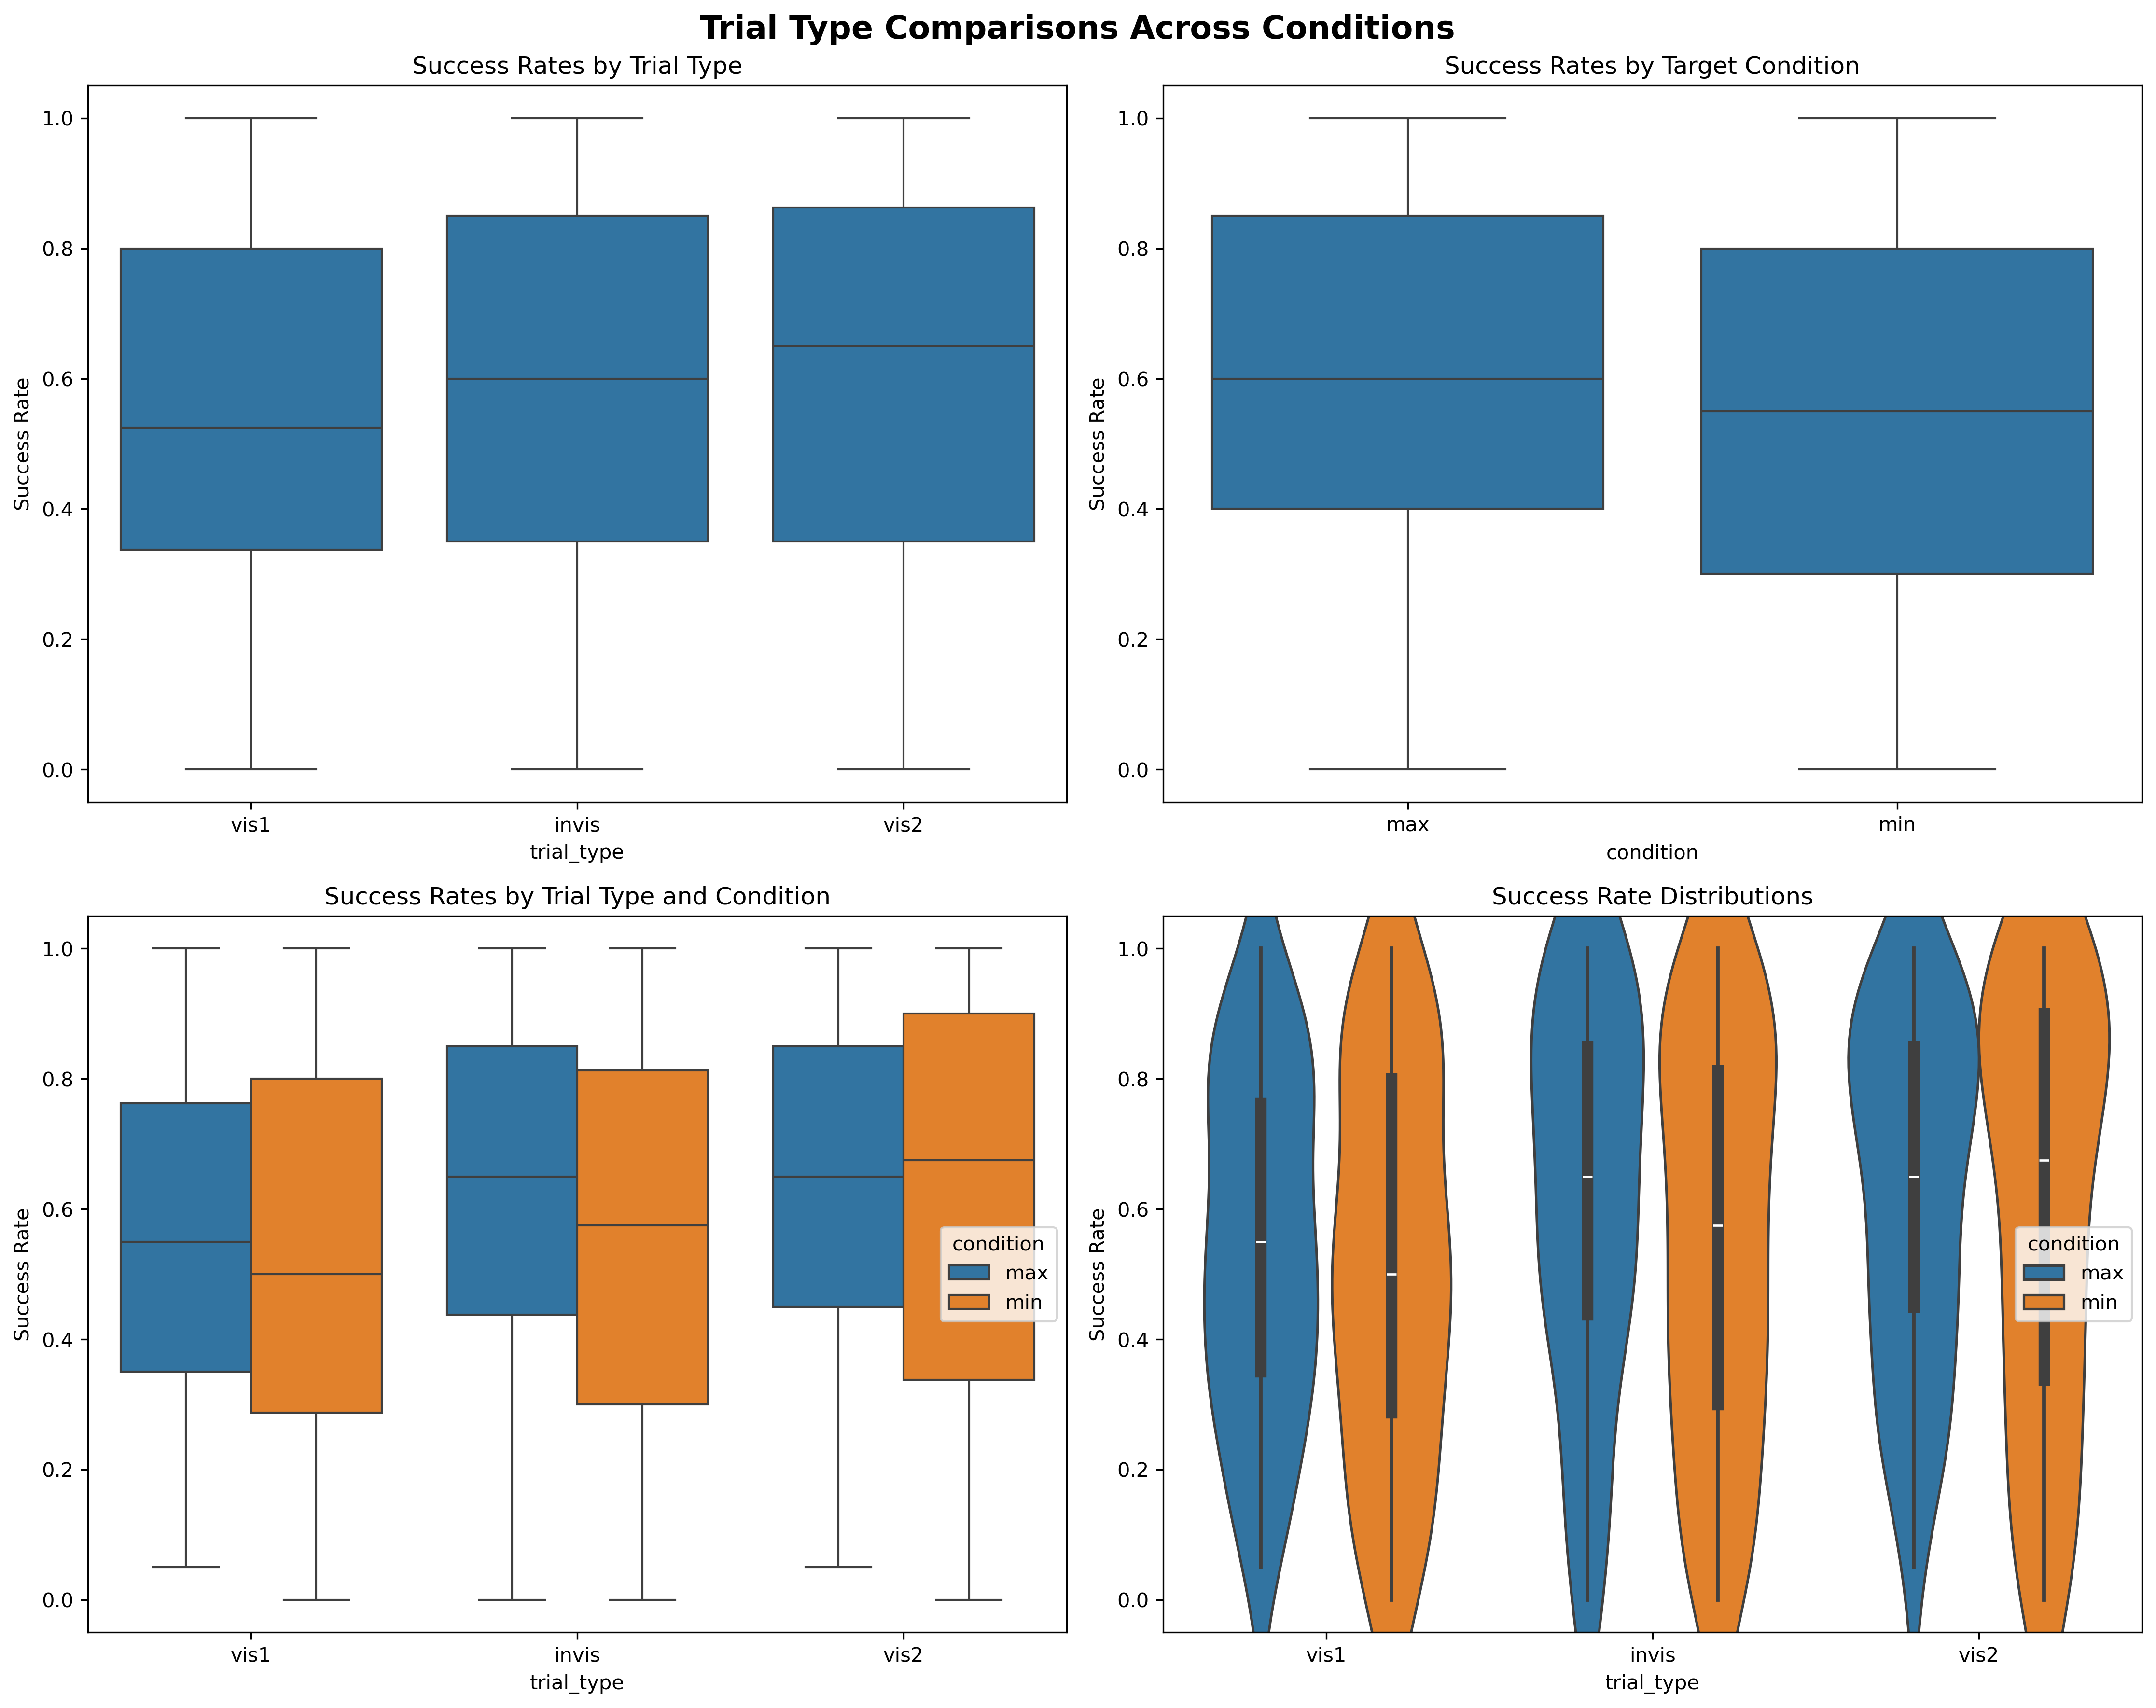 Trial Type Comparisons Across Conditions
Success Rates by Trial Type
Success Rate
1.0
0.8
0.6
0.4
0.2
0.0
vis1 invis vis2
trial_type
Success Rates by Target Condition
Success Rate
1.0
0.8
0.6
0.4
0.2
0.0
max min
condition
Success Rates by Trial Type and Condition
Success Rate
1.0
0.8
0.6
0.4
0.2
0.0
condition
max
min
vis1 invis vis2
trial_type
Success Rate Distributions
Success Rate
1.0
0.8
0.6
0.4
0.2
0.0
condition
max
min
vis1 invis vis2
trial_type